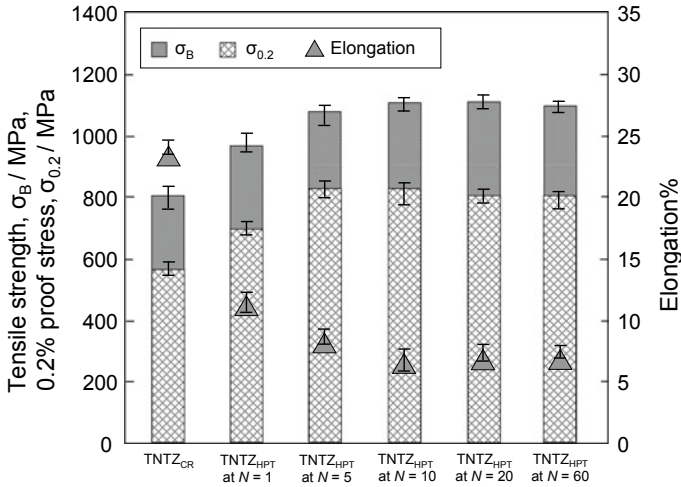 Tensile strength, σB / MPa,
0.2% proof stress, σ0.2 / MPa
1400
1200
1000
800
600
400
200
0
σB
σ0.2
Elongation
35
30
25
20
15
10
5
0
Elongation%
TNTZCR
TNTZHPT
at N = 1
TNTZHPT
at N = 5
TNTZHPT
at N = 10
TNTZHPT
at N = 20
TNTZHPT
at N = 60